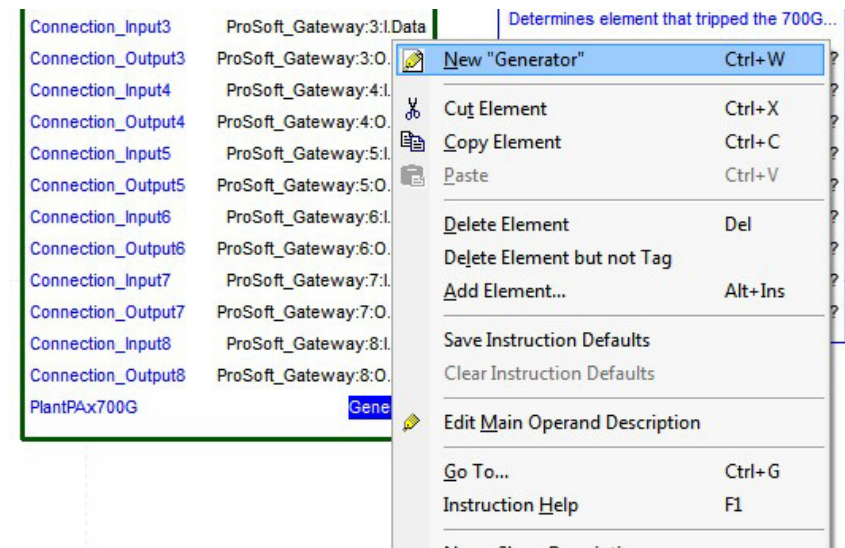 Connection_Input3 ProSoft_Gateway:3:I.Data
Determines element that tripped the 700G...
Connection_Output3 ProSoft_Gateway:3:O.
Connection_Input4 ProSoft_Gateway:4:I.
Connection_Output4 ProSoft_Gateway:4:O.
Connection_Input5 ProSoft_Gateway:5:I.
Connection_Output5 ProSoft_Gateway:5:O.
Connection_Input6 ProSoft_Gateway:6:I.
Connection_Output6 ProSoft_Gateway:6:O.
Connection_Input7 ProSoft_Gateway:7:I.
Connection_Output7 ProSoft_Gateway:7:O.
Connection_Input8 ProSoft_Gateway:8:I.
Connection_Output8 ProSoft_Gateway:8:O.
PlantPAx700G Gene
New "Generator" Ctrl+W
Cut Element Ctrl+X
Copy Element Ctrl+C
Paste Ctrl+V
Delete Element Del
Delete Element but not Tag
Add Element... Alt+Ins
Save Instruction Defaults
Clear Instruction Defaults
Edit Main Operand Description
Go To... Ctrl+G
Instruction Help F1
?
?
?
?
?
?
?
?
?